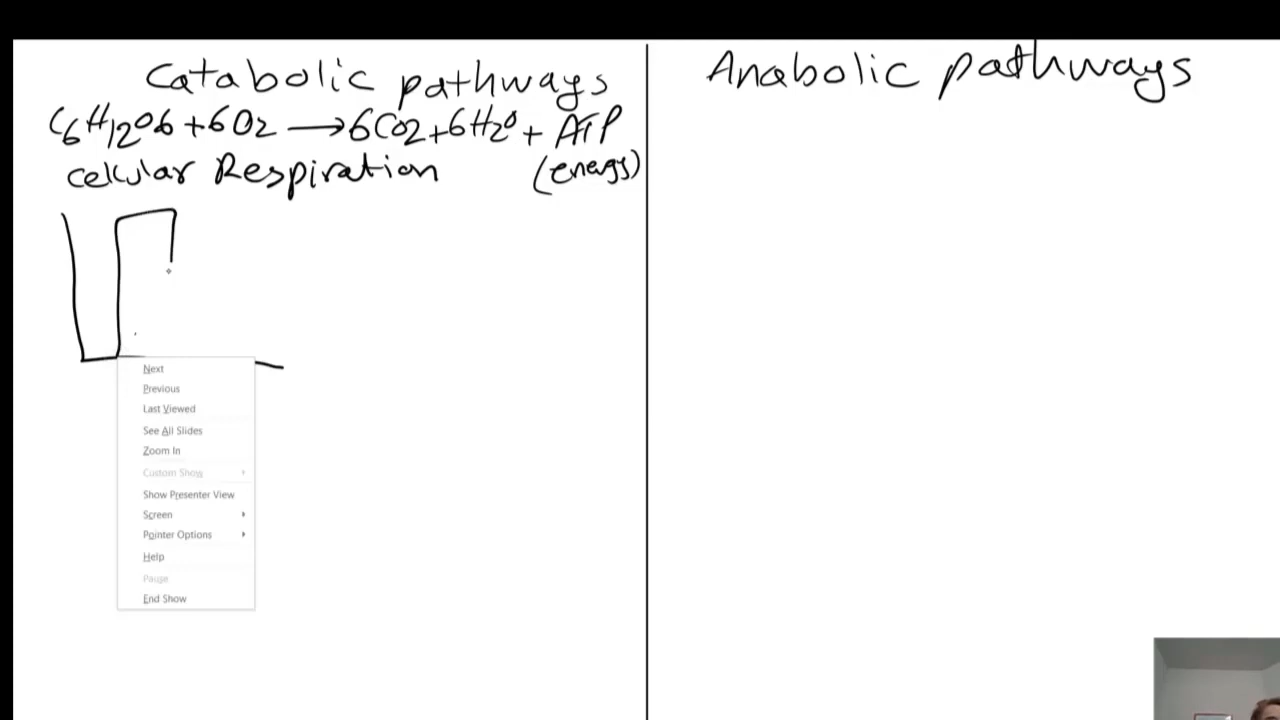 Catabolic pathways
C6H12O6 + 6O2 → 6CO2 + 6H2O + ATP
Cellular Respiration (energy)
Anabolic pathways
Next
Previous
Last Viewed
See All Slides
Zoom In
Custom Show
Show Presenter View
Screen
Pointer Options
Help
Pause
End Show